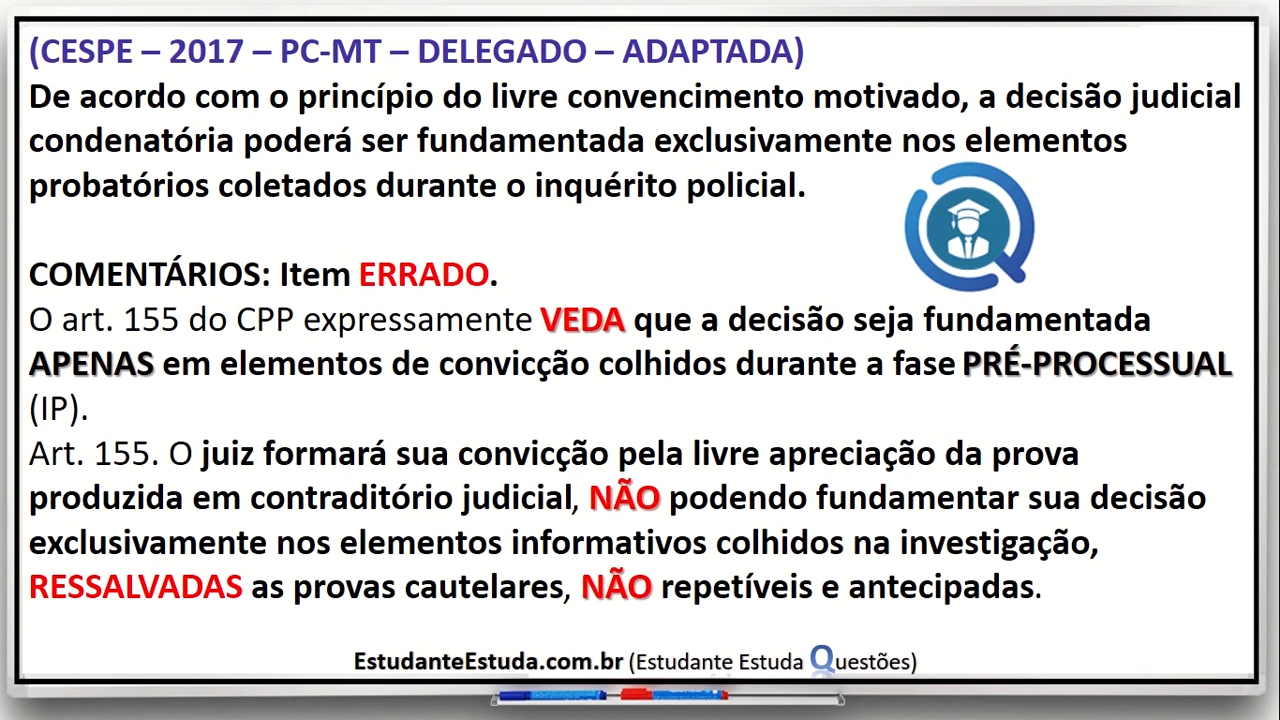 (CESPE – 2017 – PC-MT – DELEGADO – ADAPTADA)
De acordo com o princípio do livre convencimento motivado, a decisão judicial
condenatória poderá ser fundamentada exclusivamente nos elementos
probatórios coletados durante o inquérito policial.
COMENTÁRIOS: Item ERRADO.
O art. 155 do CPP expressamente VEDA que a decisão seja fundamentada
APENAS em elementos de convicção colhidos durante a fase PRÉ-PROCESSUAL
(IP).
Art. 155. O juiz formará sua convicção pela livre apreciação da prova
produzida em contraditório judicial, NÃO podendo fundamentar sua decisão
exclusivamente nos elementos informativos colhidos na investigação,
RESSALVADAS as provas cautelares, NÃO repetíveis e antecipadas.
EstudanteEstuda.com.br (Estudante Estuda Questões)